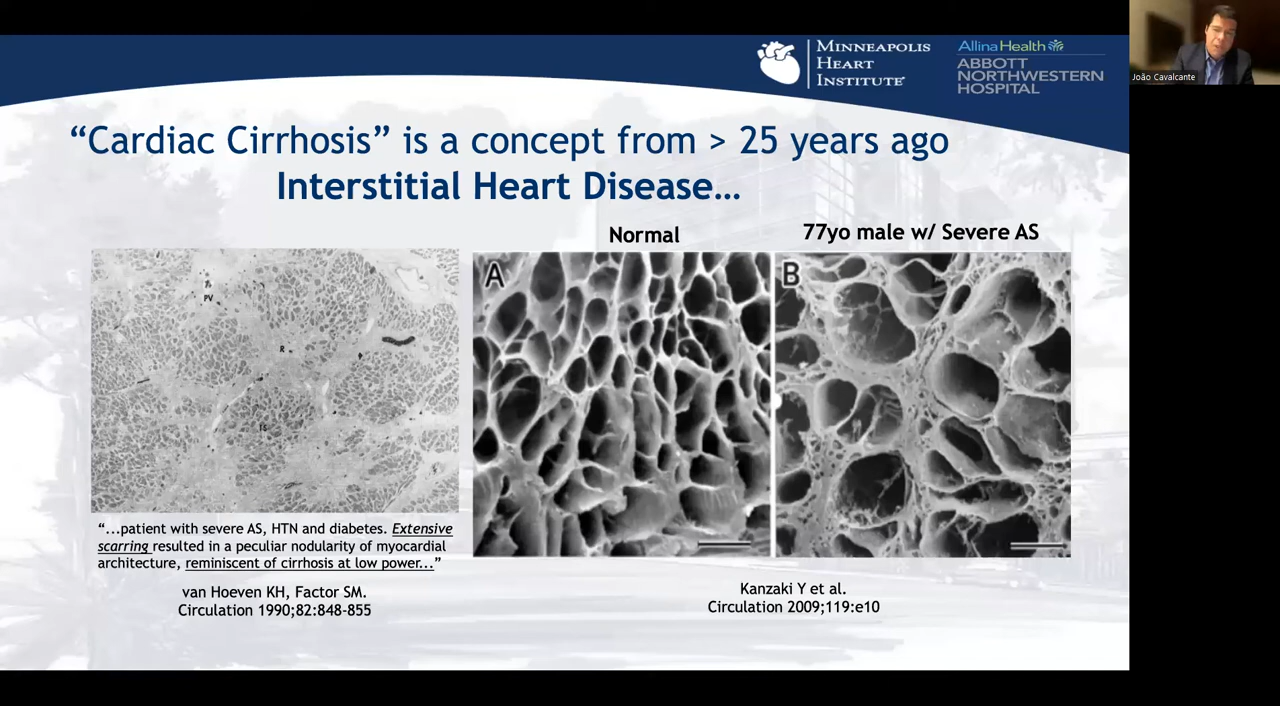 MINNEAPOLIS
HEART
INSTITUTE
AllinaHealth
ABBOTT
NORTHWESTERN
HOSPITAL
João Cavalcante
“Cardiac Cirrhosis” is a concept from > 25 years ago
Interstitial Heart Disease…
Normal
77yo male w/ Severe AS
PV
R
A
B
“...patient with severe AS, HTN and diabetes. Extensive
scarring resulted in a peculiar nodularity of myocardial
architecture, reminiscent of cirrhosis at low power...”
van Hoeven KH, Factor SM.
Circulation 1990;82:848-855
Kanzaki Y et al.
Circulation 2009;119:e10